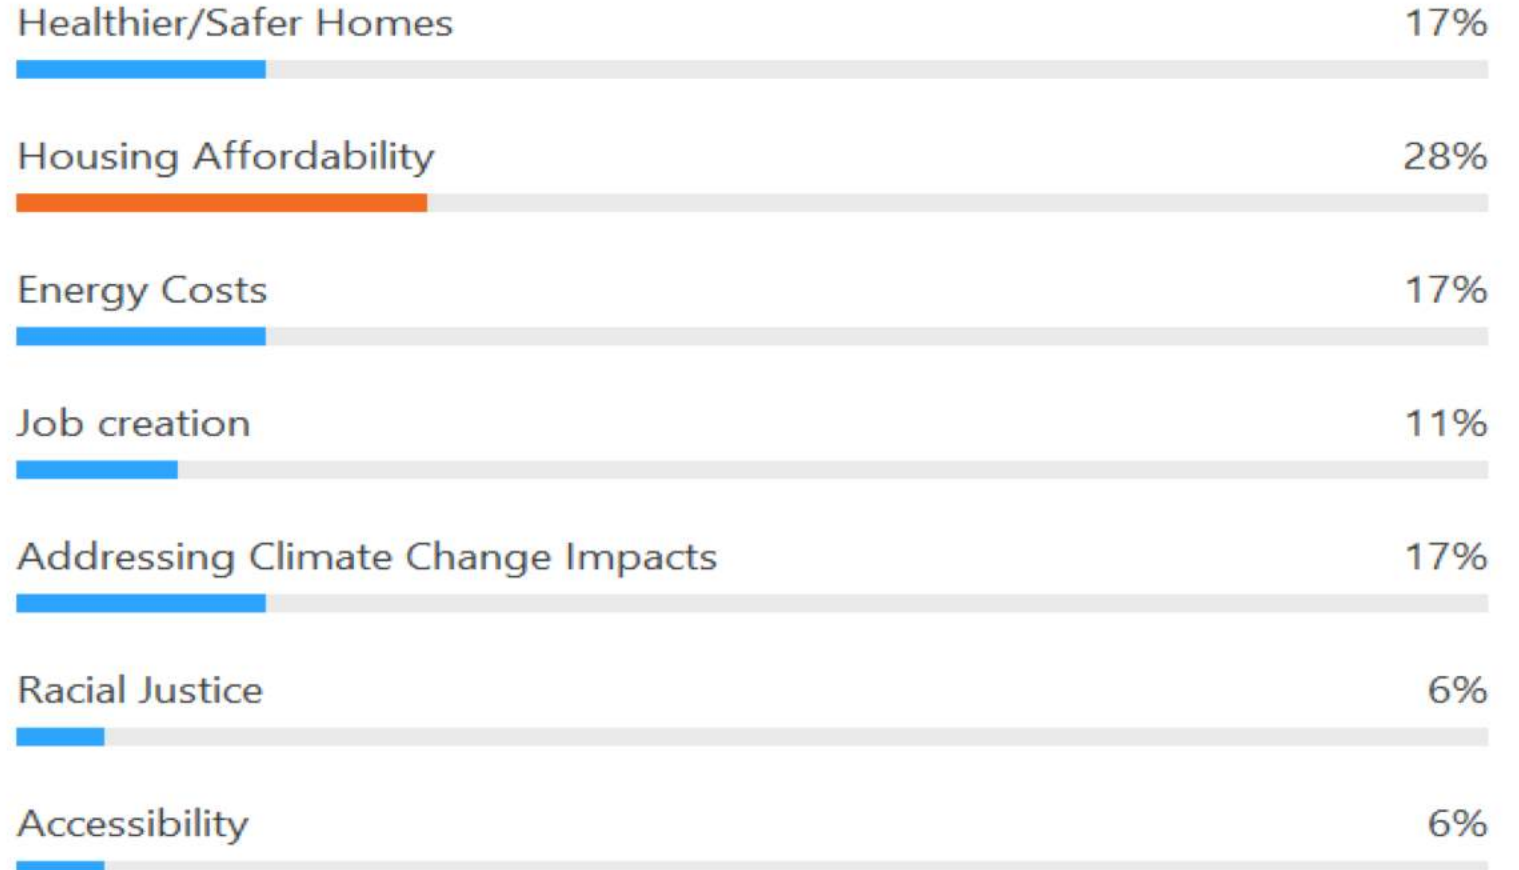 Healthier/Safer Homes 17%
Housing Affordability 28%
Energy Costs 17%
Job creation 11%
Addressing Climate Change Impacts 17%
Racial Justice 6%
Accessibility 6%